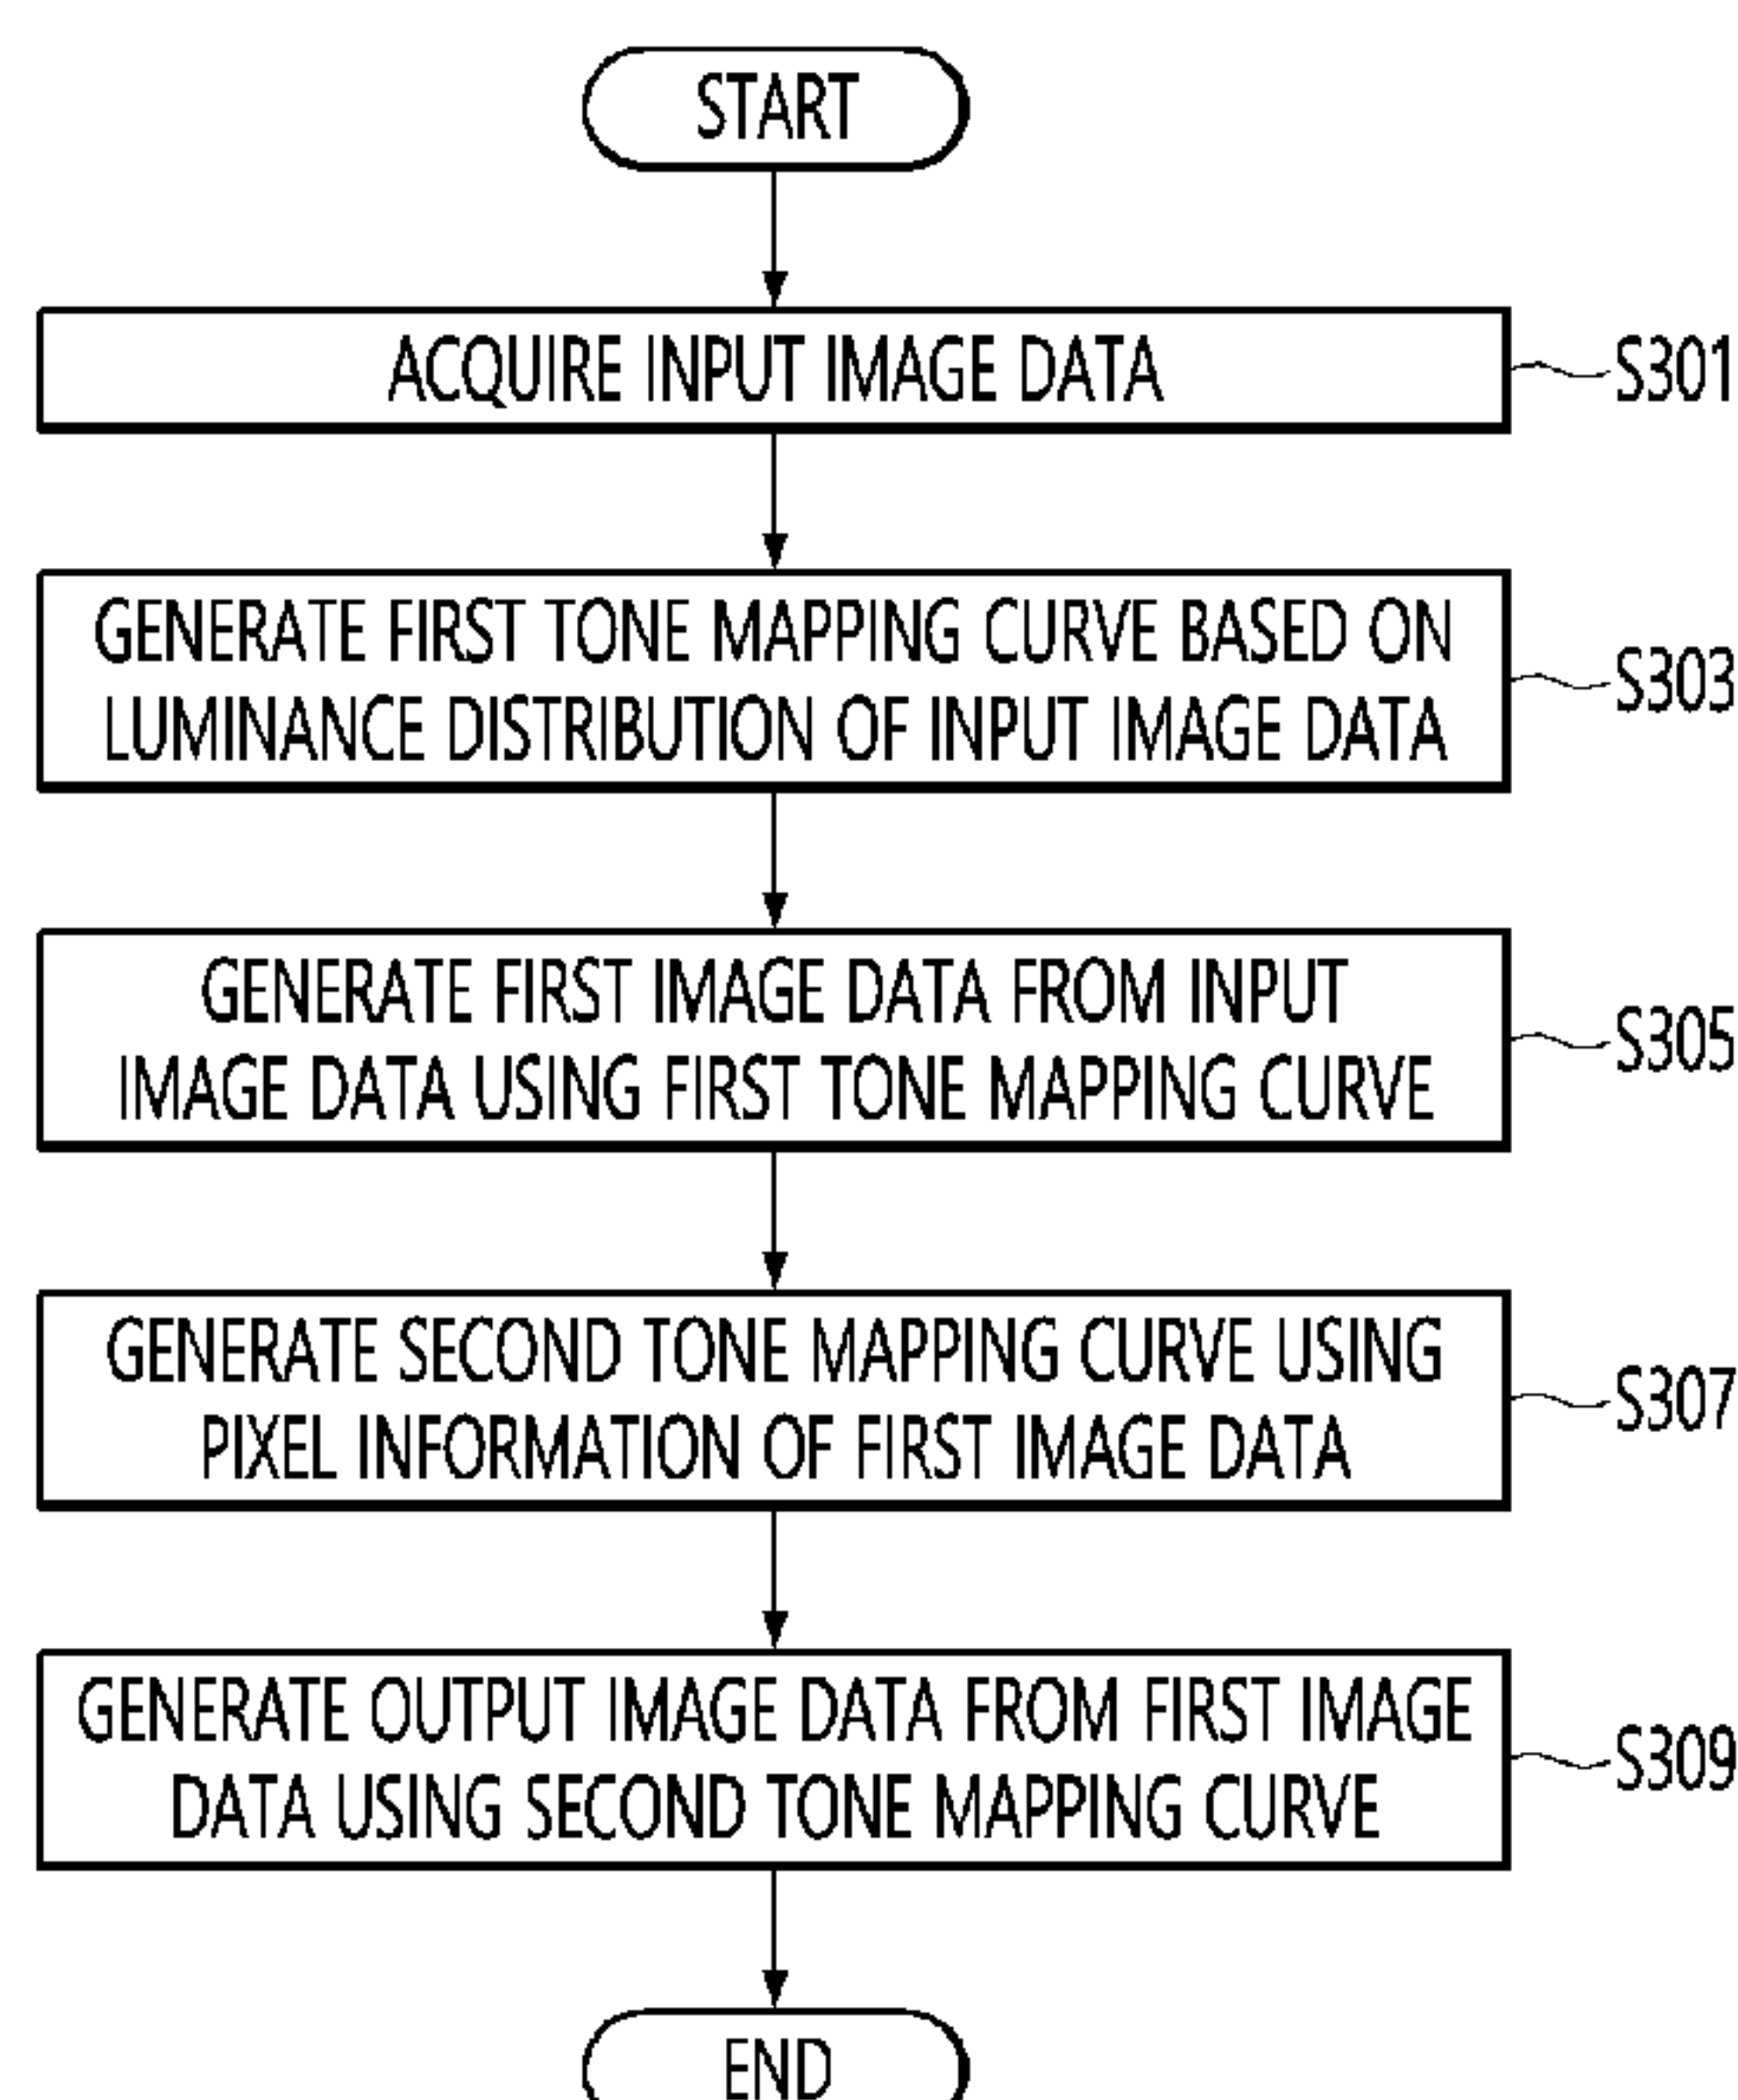 START
ACQUIRE INPUT IMAGE DATA
S301
GENERATE FIRST TONE MAPPING CURVE BASED ON
LUMINANCE DISTRIBUTION OF INPUT IMAGE DATA
S303
GENERATE FIRST IMAGE DATA FROM INPUT
IMAGE DATA USING FIRST TONE MAPPING CURVE
S305
GENERATE SECOND TONE MAPPING CURVE USING
PIXEL INFORMATION OF FIRST IMAGE DATA
S307
GENERATE OUTPUT IMAGE DATA FROM FIRST IMAGE
DATA USING SECOND TONE MAPPING CURVE
S309
END